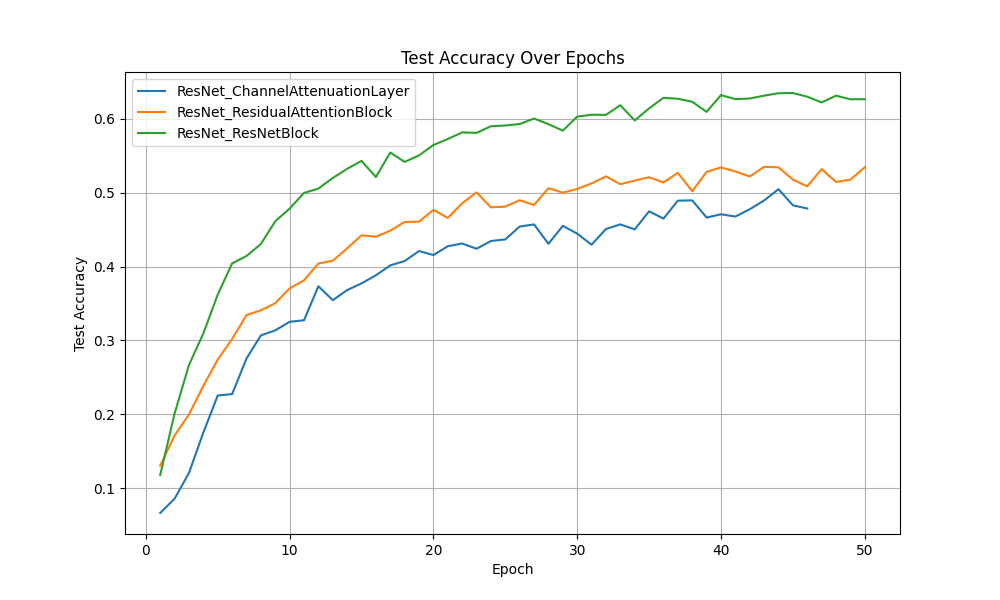 Test Accuracy Over Epochs
ResNet_ChannelAttenuationLayer
ResNet_ResidualAttentionBlock
ResNet_ResNetBlock
Test Accuracy
0.6
0.5
0.4
0.3
0.2
0.1
0 10 20 30 40 50
Epoch